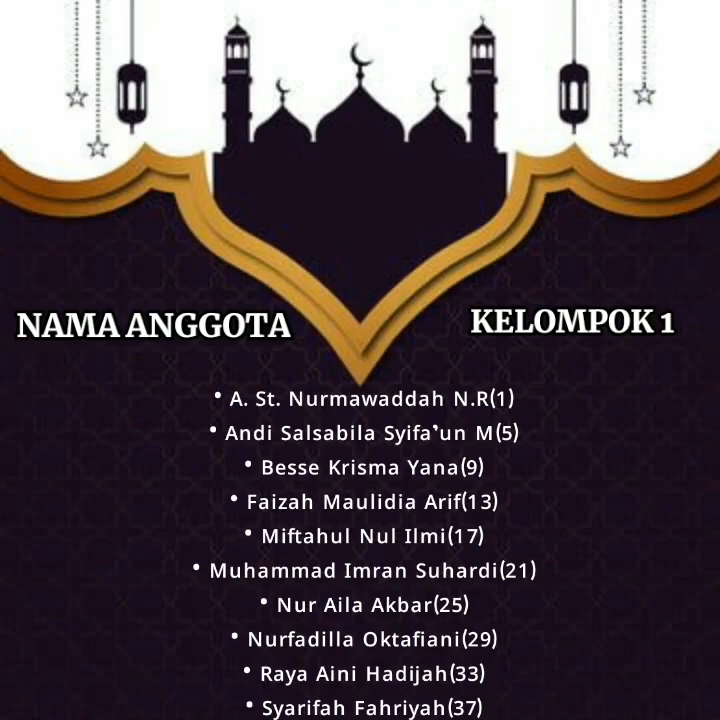 NAMA ANGGOTA
KELOMPOK 1
• A. St. Nurmawaddah N.R(1)
• Andi Salsabila Syifa'un M(5)
• Besse Krisma Yana(9)
• Faizah Maulidia Arif(13)
• Miftahul Nul Ilmi(17)
• Muhammad Imran Suhardi(21)
• Nur Aila Akbar(25)
• Nurfadilla Oktafiani(29)
• Raya Aini Hadijah(33)
• Syarifah Fahriyah(37)